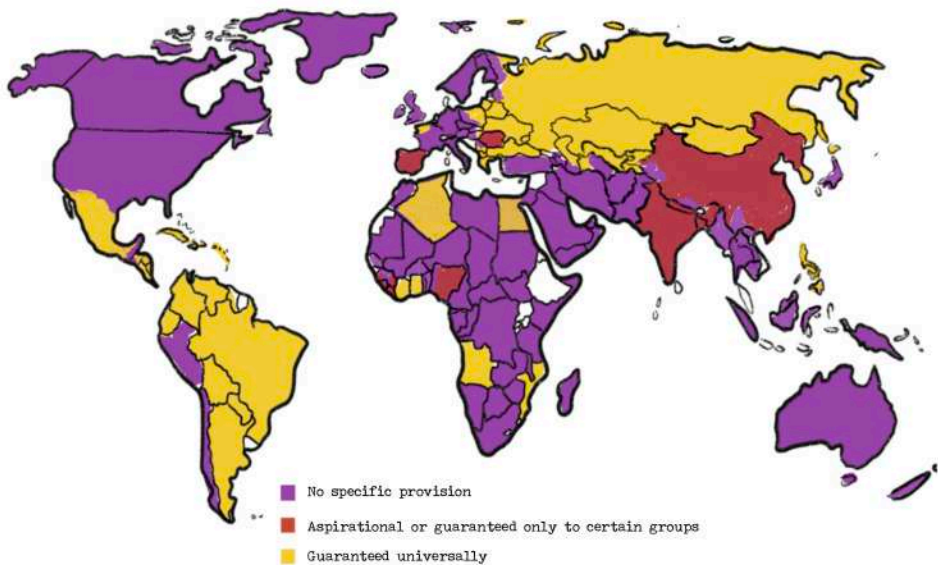 No specific provision
Aspirational or guaranteed only to certain groups
Guaranteed universally